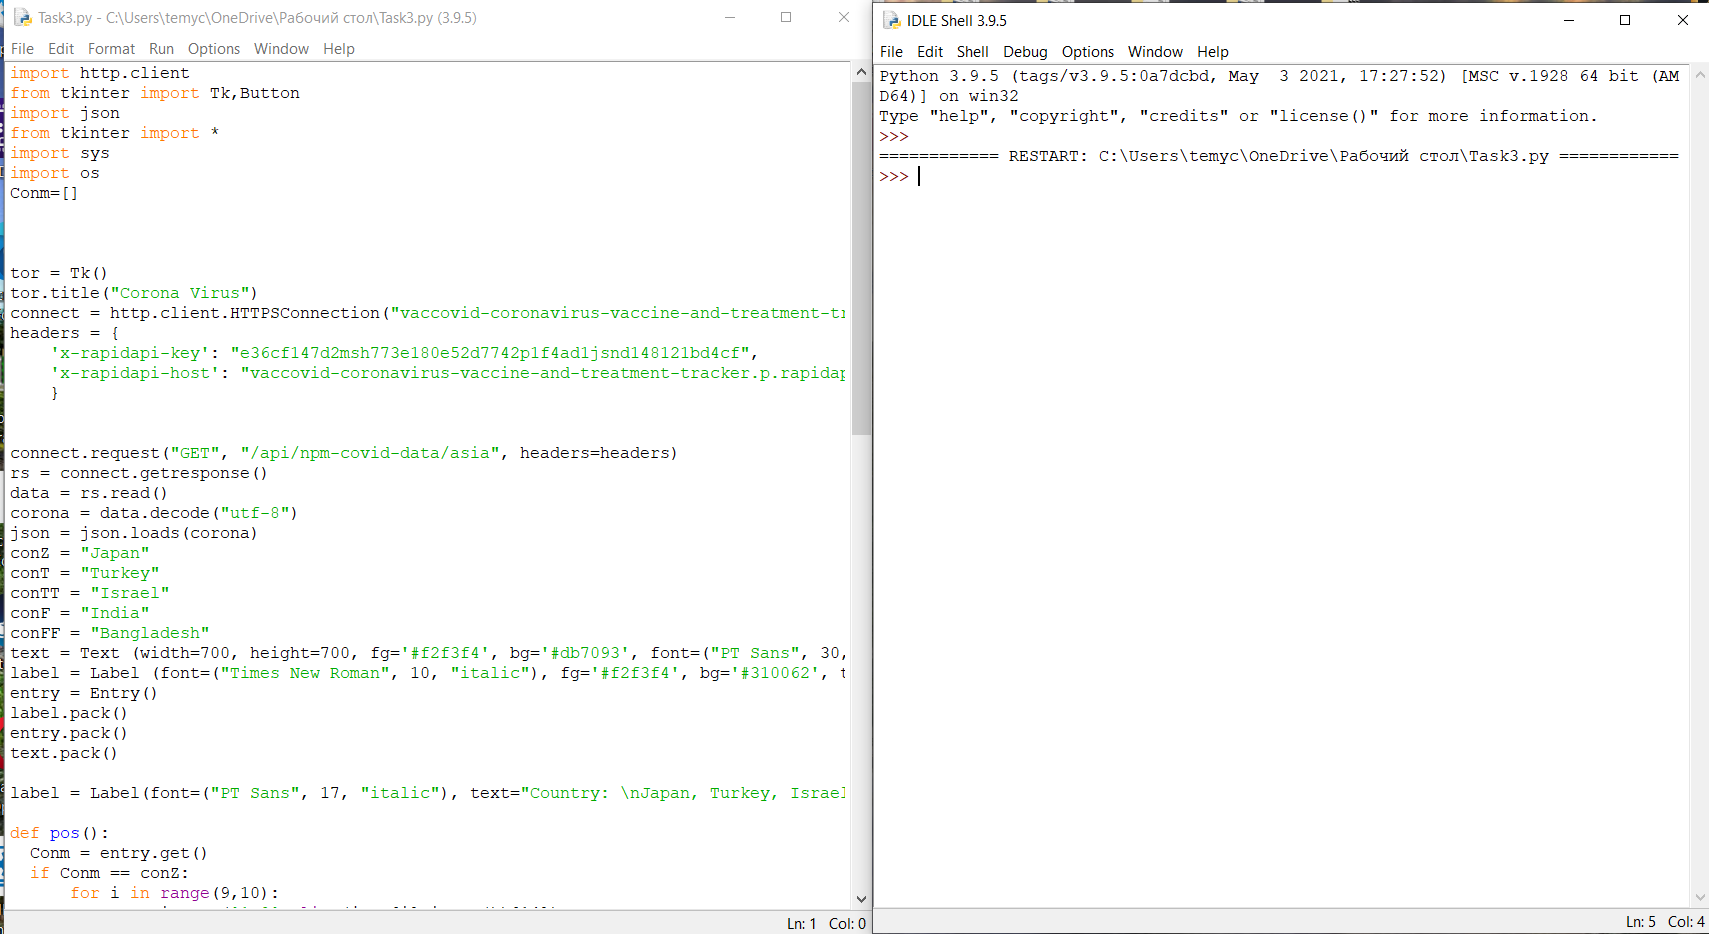 Task3.py - C:\Users\temyc\OneDrive\Рабочий стол\Task3.py (3.9.5)
File Edit Format Run Options Window Help
import http.client
from tkinter import Tk,Button
import json
from tkinter import *
import sys
import os
Conm=[]
tor = Tk()
tor.title("Corona Virus")
connect = http.client.HTTPSConnection("vaccovid-coronavirus-vaccine-and-treatment-tr
headers = {
    'x-rapidapi-key': "e36cf147d2msh773e180e52d7742p1f4ad1jsnd148121bd4cf",
    'x-rapidapi-host': "vaccovid-coronavirus-vaccine-and-treatment-tracker.p.rapidap
    }
connect.request("GET", "/api/npm-covid-data/asia", headers=headers)
rs = connect.getresponse()
data = rs.read()
corona = data.decode("utf-8")
json = json.loads(corona)
conZ = "Japan"
conT = "Turkey"
conTT = "Israel"
conF = "India"
conFF = "Bangladesh"
text = Text (width=700, height=700, fg='#f2f3f4', bg='#db7093', font=("PT Sans", 30,
label = Label (font=("Times New Roman", 10, "italic"), fg='#f2f3f4', bg='#310062', t
entry = Entry()
label.pack()
entry.pack()
text.pack()
label = Label(font=("PT Sans", 17, "italic"), text="Country: \nJapan, Turkey, Israel
def pos():
  Conm = entry.get()
  if Conm == conZ:
      for i in range(9,10):
Ln: 1 Col: 0
IDLE Shell 3.9.5
File Edit Shell Debug Options Window Help
Python 3.9.5 (tags/v3.9.5:0a7dcbd, May  3 2021, 17:27:52) [MSC v.1928 64 bit (AM
D64)] on win32
Type "help", "copyright", "credits" or "license()" for more information.
>>>
============ RESTART: C:\Users\temyc\OneDrive\Рабочий стол\Task3.py ============
>>>
Ln: 5 Col: 4